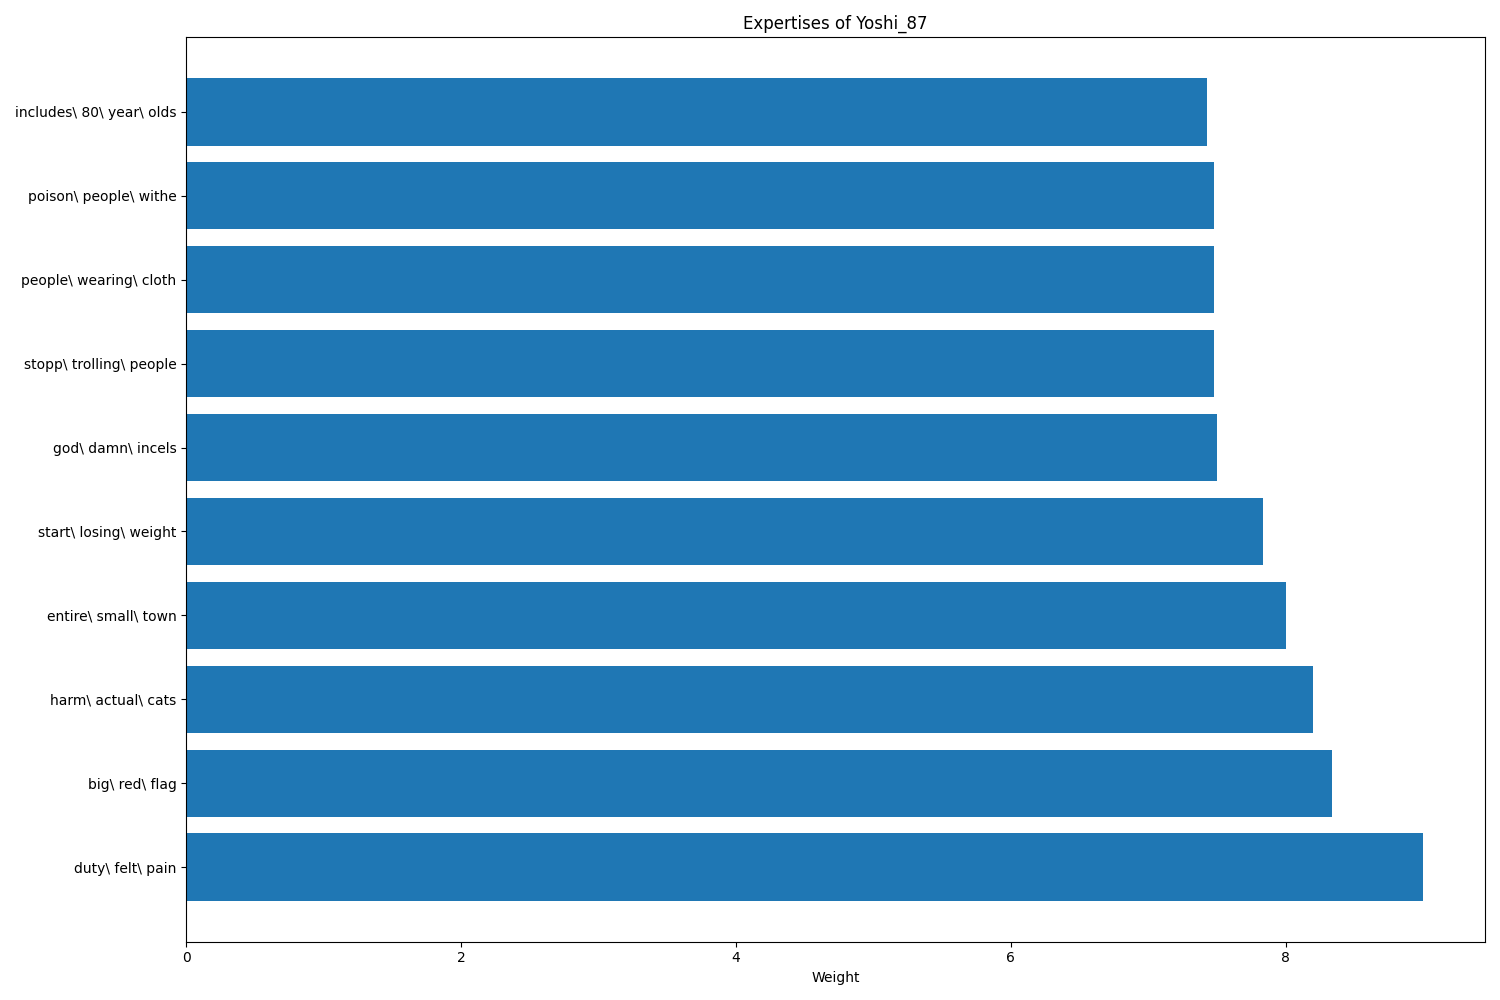 Expertises of Yoshi_87
includes\ 80\ year\ olds
poison\ people\ withe
people\ wearing\ cloth
stopp\ trolling\ people
god\ damn\ incels
start\ losing\ weight
entire\ small\ town
harm\ actual\ cats
big\ red\ flag
duty\ felt\ pain
0 2 4 6 8
Weight